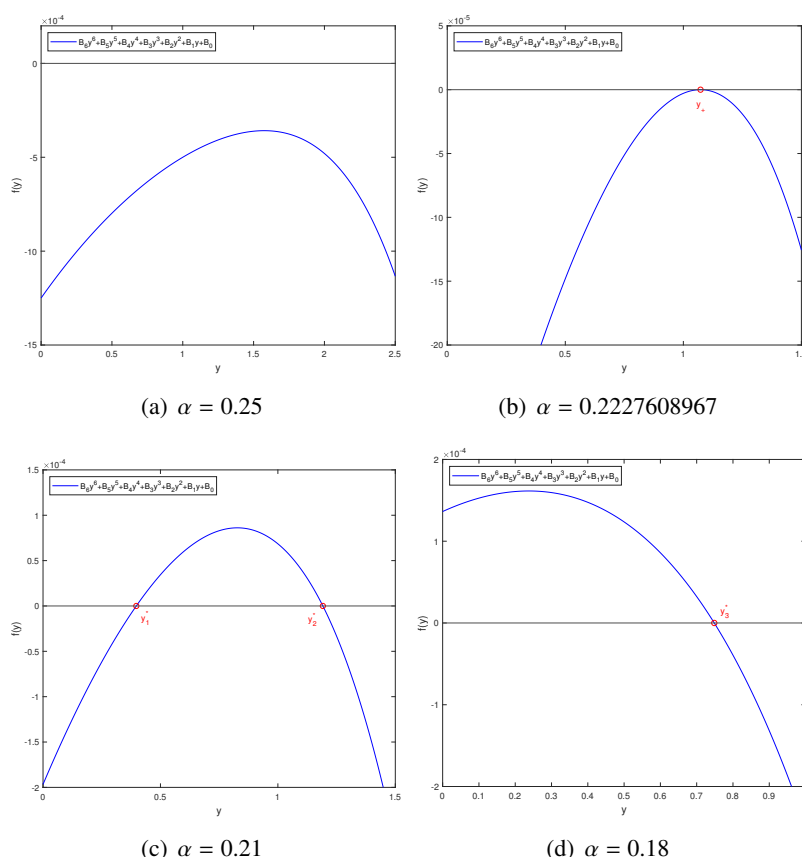 ×10⁻⁴
B₆y⁶+B₅y⁵+B₄y⁴+B₃y³+B₂y²+B₁y+B₀
0
-5
-10
-15
f(y)
0 0.5 1 1.5 2 2.5
y
(a) α = 0.25
×10⁻⁵
B₆y⁶+B₅y⁵+B₄y⁴+B₃y³+B₂y²+B₁y+B₀
5
0
-5
-10
-15
-20
f(y)
0 0.5 1
y
(b) α = 0.2227608967
×10⁻⁴
B₆y⁶+B₅y⁵+B₄y⁴+B₃y³+B₂y²+B₁y+B₀
1.5
1
0.5
0
y₁* y₂*
-0.5
-1
-1.5
-2
f(y)
0 0.5 1 1.5
y
(c) α = 0.21
×10⁻⁴
B₆y⁶+B₅y⁵+B₄y⁴+B₃y³+B₂y²+B₁y+B₀
2
1
0
y₃*
-1
-2
f(y)
0 0.1 0.2 0.3 0.4 0.5 0.6 0.7 0.8 0.9
y
(d) α = 0.18